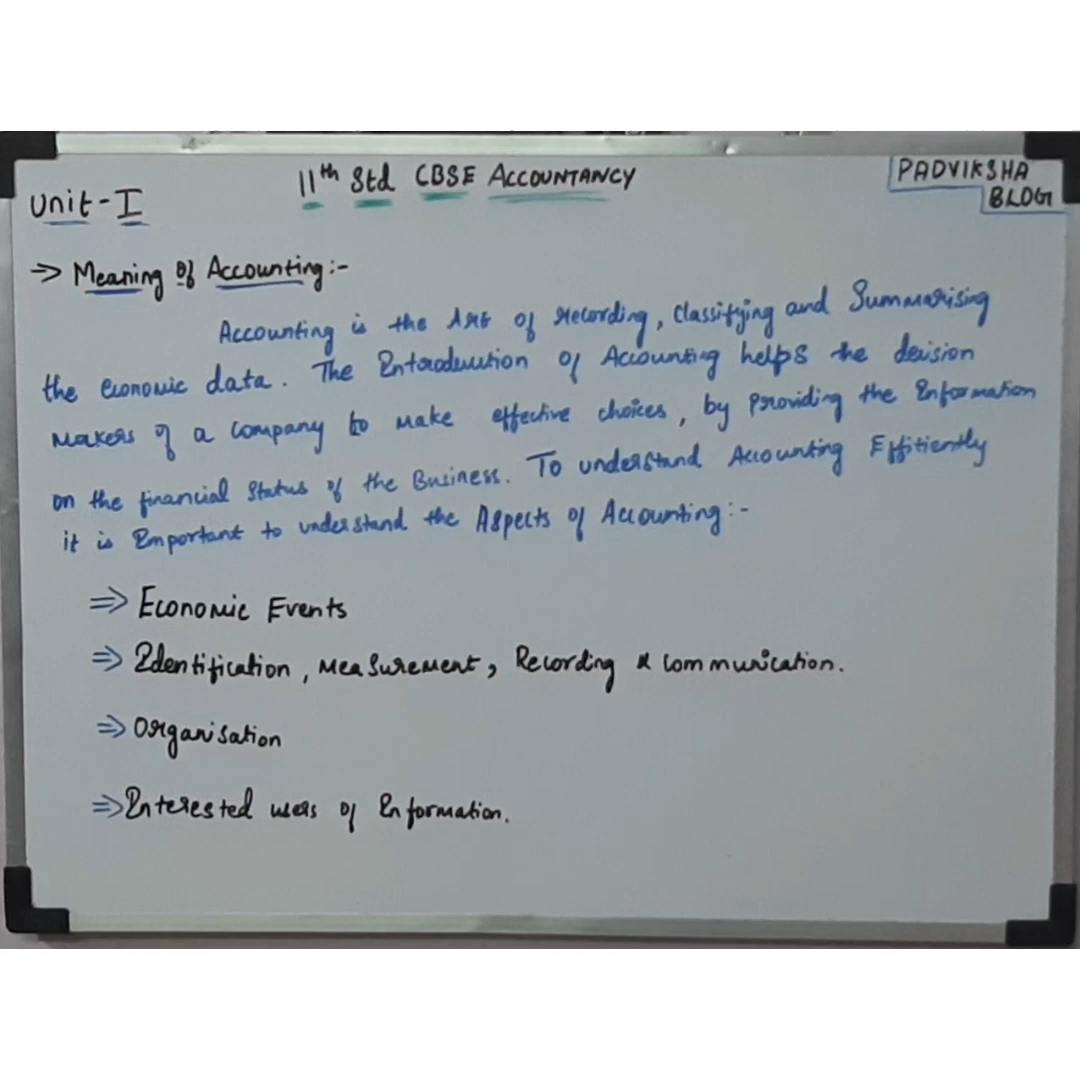 11th Std CBSE ACCOUNTANCY
PADVIKSHA
BLOG
Unit-I
→ Meaning of Accounting:-
Accounting is the Art of recording, classifying and Summarising
the economic data. The Introduction of Accounting helps the decision
makers of a company to make effective choices, by providing the Information
on the financial status of the Business. To understand Accounting Effitiently
it is Important to understand the Aspects of Accounting:-
⇒ Economic Events
⇒ Identification, Measurement, Recording & communication.
⇒ Organisation
⇒ Interested users of Information.